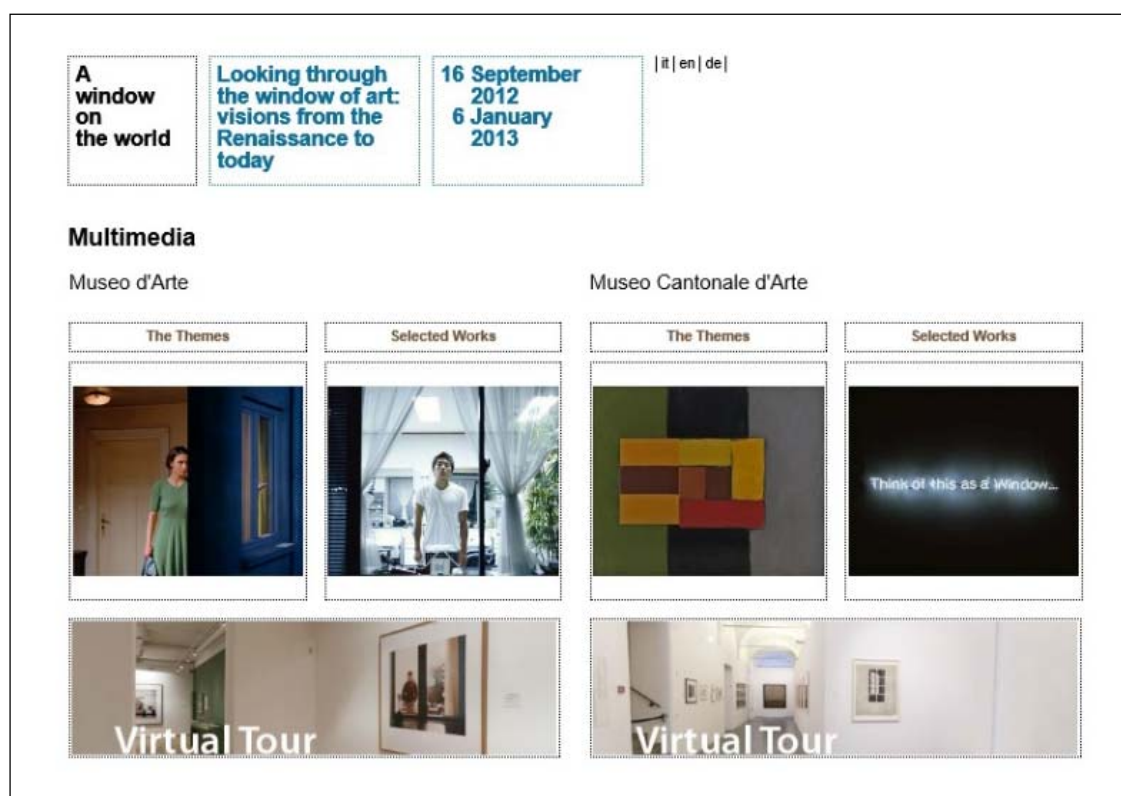 A
window
on
the world
Looking through
the window of art:
visions from the
Renaissance to
today
16 September
2012
6 January
2013
|it|en|de|
Multimedia
Museo d'Arte
Museo Cantonale d'Arte
The Themes
Selected Works
The Themes
Selected Works
Think of this as a Window...
Virtual Tour
Virtual Tour